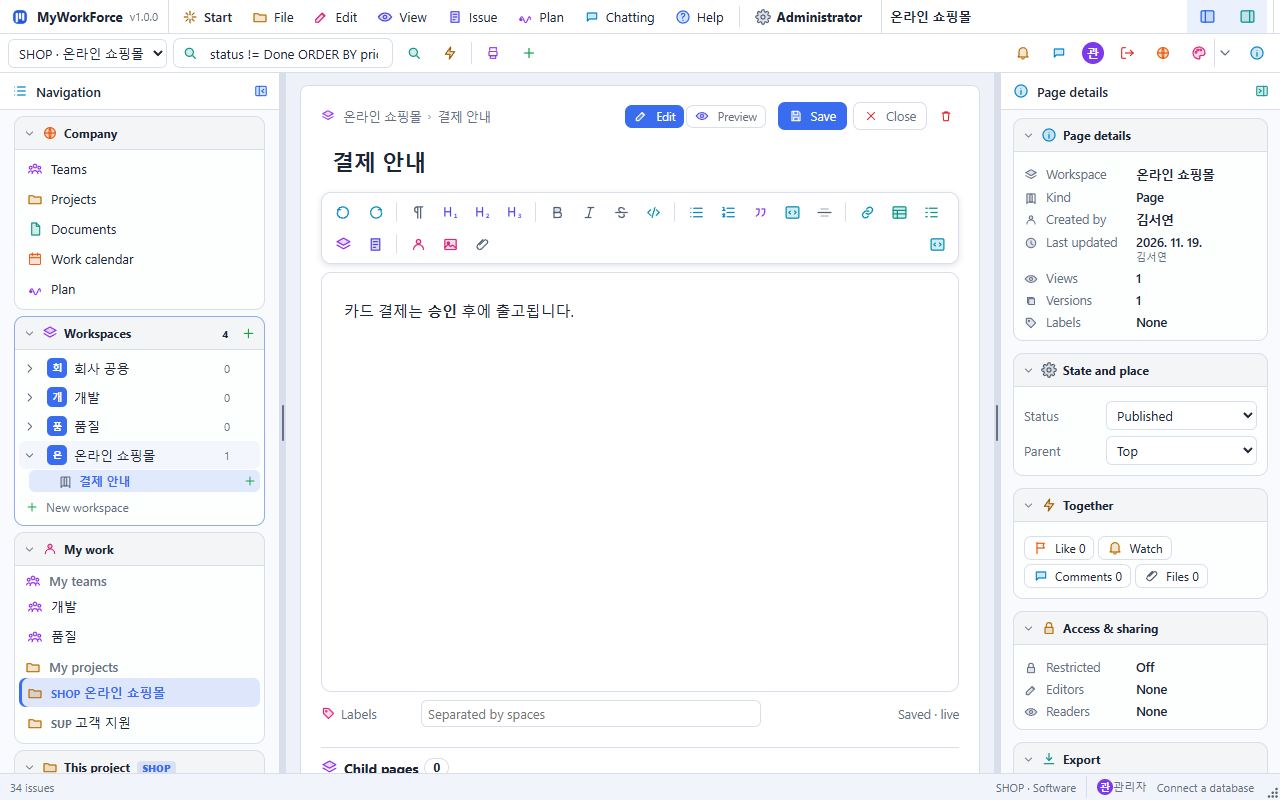 MyWorkForce v1.0.0 Start File Edit View Issue Plan Chatting Help Administrator 온라인 쇼핑몰
SHOP · 온라인 쇼핑몰 status != Done ORDER BY pri 관
Navigation
Company
Teams
Projects
Documents
Work calendar
Plan
Workspaces 4
회 회사 공용 0
개 개발 0
품 품질 0
온 온라인 쇼핑몰 1
결제 안내
New workspace
My work
My teams
개발
품질
My projects
SHOP 온라인 쇼핑몰
SUP 고객 지원
This project SHOP
온라인 쇼핑몰 › 결제 안내 Edit Preview Save Close
결제 안내
H1 H2 H3 B I S
카드 결제는 승인 후에 출고됩니다.
Labels Separated by spaces Saved · live
Child pages 0
Page details
Page details
Workspace 온라인 쇼핑몰
Kind Page
Created by 김서연
Last updated 2026. 11. 19.
김서연
Views 1
Versions 1
Labels None
State and place
Status Published
Parent Top
Together
Like 0 Watch
Comments 0 Files 0
Access & sharing
Restricted Off
Editors None
Readers None
Export
34 issues SHOP · Software 관 관리자 Connect a database